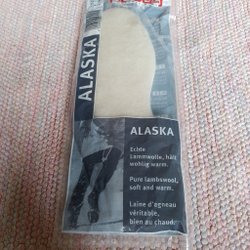 ALASKA
ALASKA
Echte
Lammwolle, hält
wohlig warm.
Pure lambswool,
soft and warm.
Laine d'agneau
véritable,
bien au chaud.